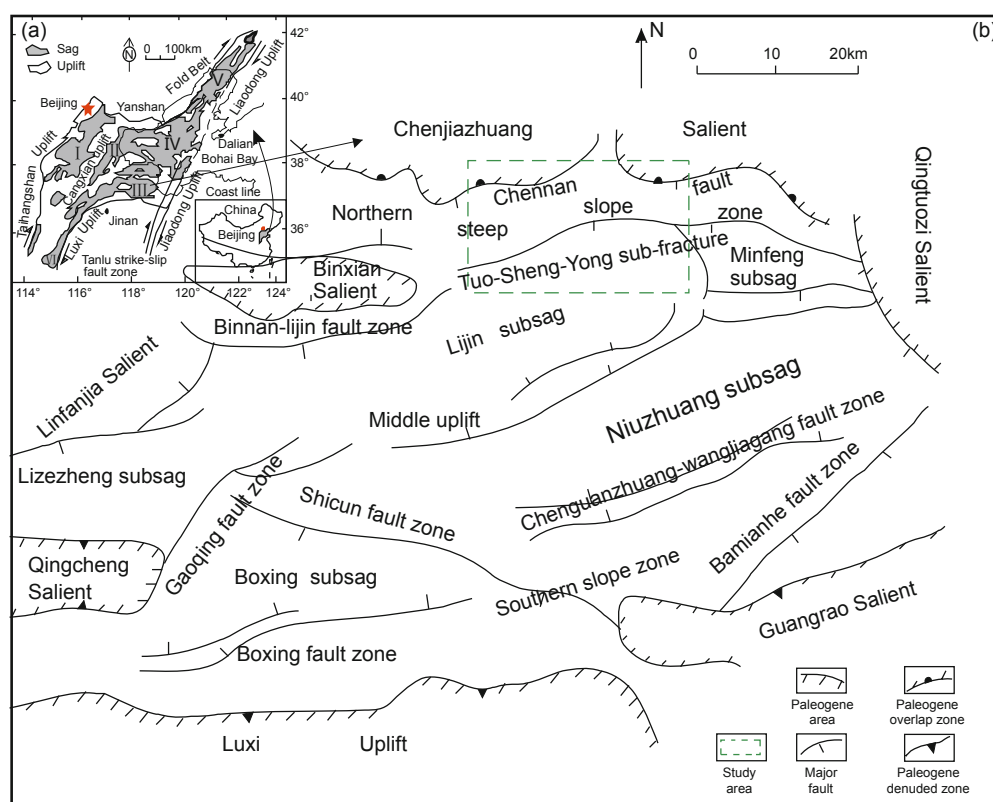 (a)
Sag
Uplift
N
0 100km
Beijing
Yanshan
Fold Belt
Liaodong Uplift
Taihangshan
Uplift
Cangxian uplift
I
II
III
IV
V
VI
Dalian
Bohai Bay
Coast line
Jiaodong Uplift
Luxi Uplift
Jinan
Tanlu strike-slip
fault zone
China
Beijing
42°
40°
38°
36°
114°
116°
118°
120°
122°
124°
(b)
N
0 10 20km
Chenjiazhuang Salient
Qingtuozi Salient
Chennan fault
Northern steep slope zone
Tuo-Sheng-Yong sub-fracture
Minfeng
subsag
Binxian
Salient
Binnan-lijin fault zone
Lijin subsag
Linfanjia Salient
Middle uplift
Niuzhuang subsag
Lizezheng subsag
Chenguanzhuang-wangjiagang fault zone
Gaoqing fault zone
Shicun fault zone
Bamianhe fault zone
Qingcheng
Salient
Boxing subsag
Southern slope zone
Guangrao Salient
Boxing fault zone
Luxi Uplift
Paleogene
area
Paleogene
overlap zone
Study
area
Major
fault
Paleogene
denuded zone